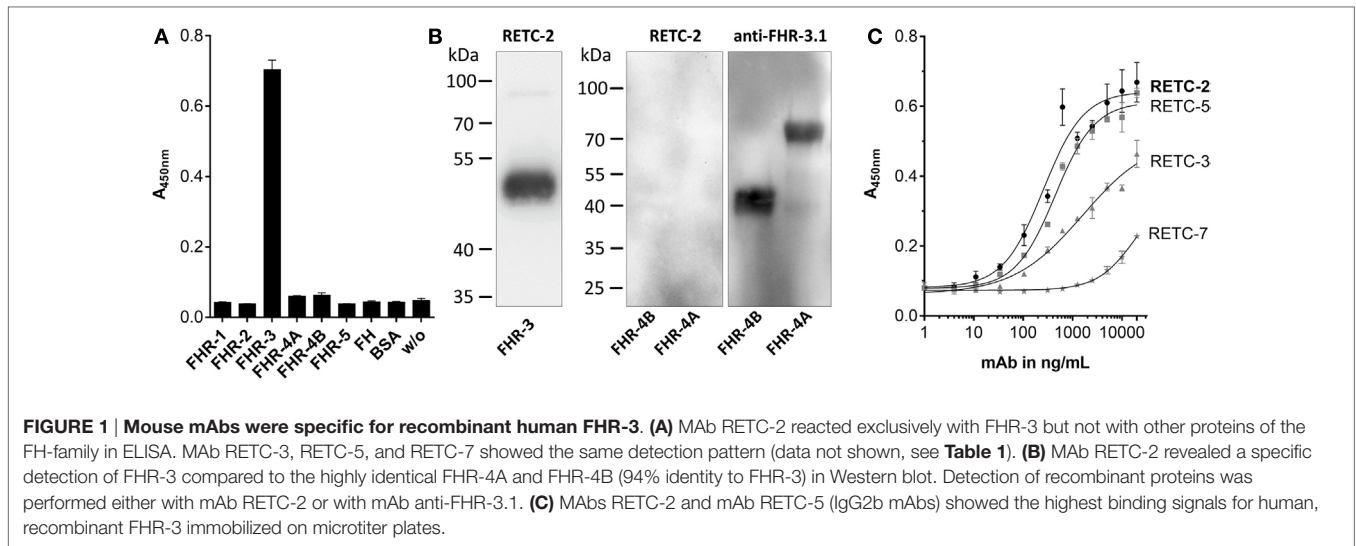 A
0.8
0.6
0.4
0.2
0.0
A450nm
FHR-1
FHR-2
FHR-3
FHR-4A
FHR-4B
FHR-5
FH
BSA
w/o
B
RETC-2
kDa
100
70
55
40
35
FHR-3
RETC-2
anti-FHR-3.1
kDa
100
70
55
40
35
25
FHR-4B
FHR-4A
FHR-4B
FHR-4A
C
0.8
0.6
0.4
0.2
0.0
A450nm
RETC-2
RETC-5
RETC-3
RETC-7
1
10
100
1000
10000
mAb in ng/mL
FIGURE 1 | Mouse mAbs were specific for recombinant human FHR-3. (A) MAb RETC-2 reacted exclusively with FHR-3 but not with other proteins of the
FH-family in ELISA. MAb RETC-3, RETC-5, and RETC-7 showed the same detection pattern (data not shown, see Table 1). (B) MAb RETC-2 revealed a specific
detection of FHR-3 compared to the highly identical FHR-4A and FHR-4B (94% identity to FHR-3) in Western blot. Detection of recombinant proteins was
performed either with mAb RETC-2 or with mAb anti-FHR-3.1. (C) MAbs RETC-2 and mAb RETC-5 (IgG2b mAbs) showed the highest binding signals for human,
recombinant FHR-3 immobilized on microtiter plates.